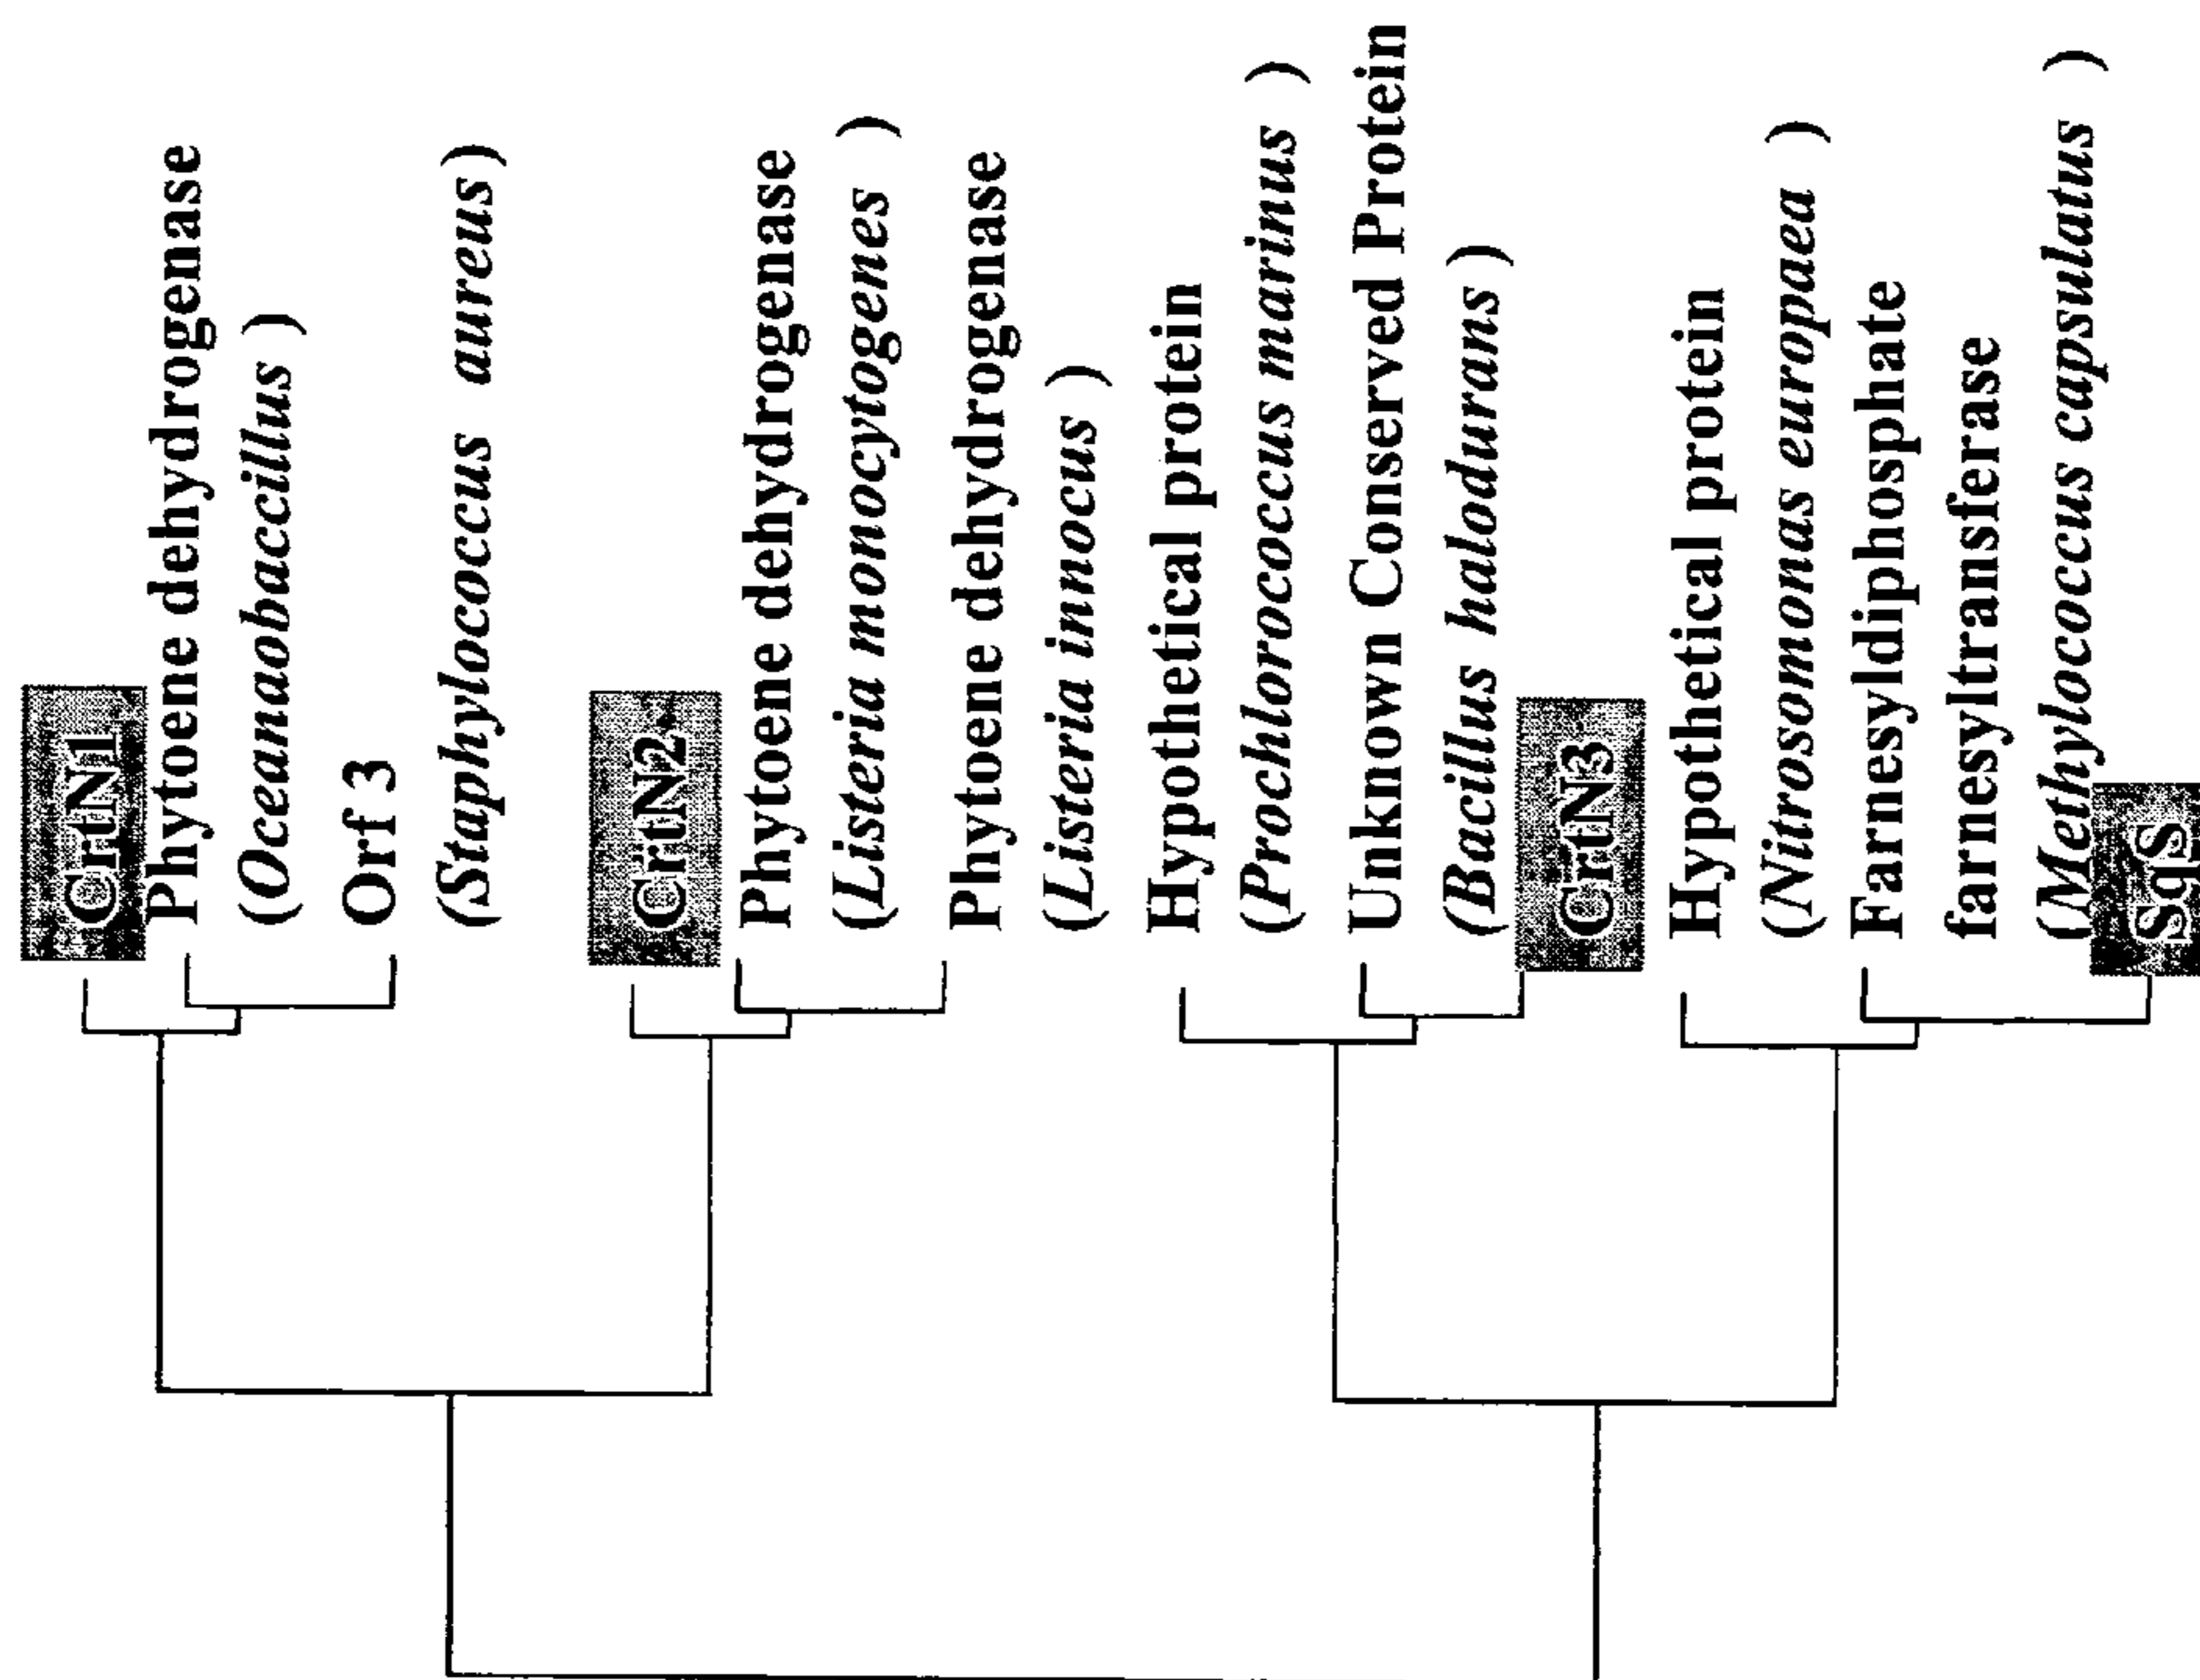 CrtN1
Phytoene dehydrogenase
(Oceanaobaccillus )
Orf 3
(Staphylococcus aureus)
CrtN2
Phytoene dehydrogenase
(Listeria monocytogenes )
Phytoene dehydrogenase
(Listeria innocus )
Hypothetical protein
(Prochlorococcus marinus )
Unknown Conserved Protein
(Bacillus halodurans )
CrtN3
Hypothetical protein
(Nitrosomonas europaea )
Farnesyldiphosphate
farnesyltransferase
(Methylococcus capsulatus )
SqS